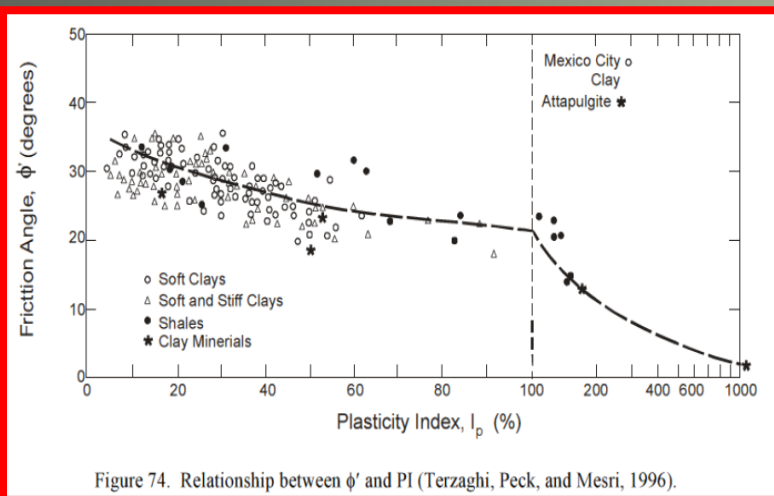 50
40
30
20
10
0
Fricttion Angle, ϕ′ (degrees)
Mexico City o
Clay
Attapulgite ★
o Soft Clays
△ Soft and Stiff Clays
● Shales
★ Clay Minerials
0 20 40 60 80 100 200 400 600 1000
Plasticity Index, Iₚ (%)
Figure 74. Relationship between ϕ′ and PI (Terzaghi, Peck, and Mesri, 1996).